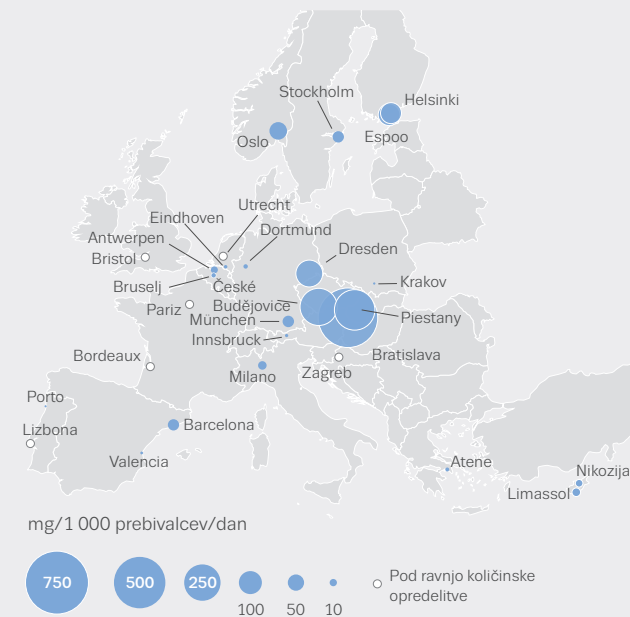 Stockholm
Helsinki
Oslo
Espoo
Utrecht
Eindhoven
Dortmund
Antwerpen
Dresden
Bristol
Bruselj
České
Budějovice
Krakov
Pariz
München
Piestany
Innsbruck
Bratislava
Bordeaux
Milano
Zagreb
Porto
Barcelona
Lizbona
Valencia
Atene
Nikozija
Limassol
mg/1 000 prebivalcev/dan
750
500
250
100
50
10
Pod ravnjo količinske
opredelitve